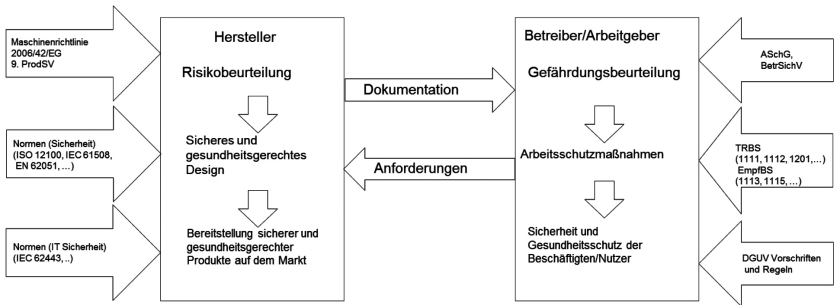 Maschinenrichtlinie
2006/42/EG
9. ProdSV
Normen (Sicherheit)
(ISO 12100, IEC 61508,
EN 62051, ...)
Normen (IT Sicherheit)
(IEC 62443, ..)
Hersteller
Risikobeurteilung
Sicheres und
gesundheitsgerechtes
Design
Bereitstellung sicherer und
gesundheitsgerechter
Produkte auf dem Markt
Dokumentation
Anforderungen
Betreiber/Arbeitgeber
Gefährdungsbeurteilung
Arbeitsschutzmaßnahmen
Sicherheit und
Gesundheitsschutz der
Beschäftigten/Nutzer
ASchG,
BetrSichV
TRBS
(1111, 1112, 1201,...)
EmpfBS
(1113, 1115, ...)
DGUV Vorschriften
und Regeln